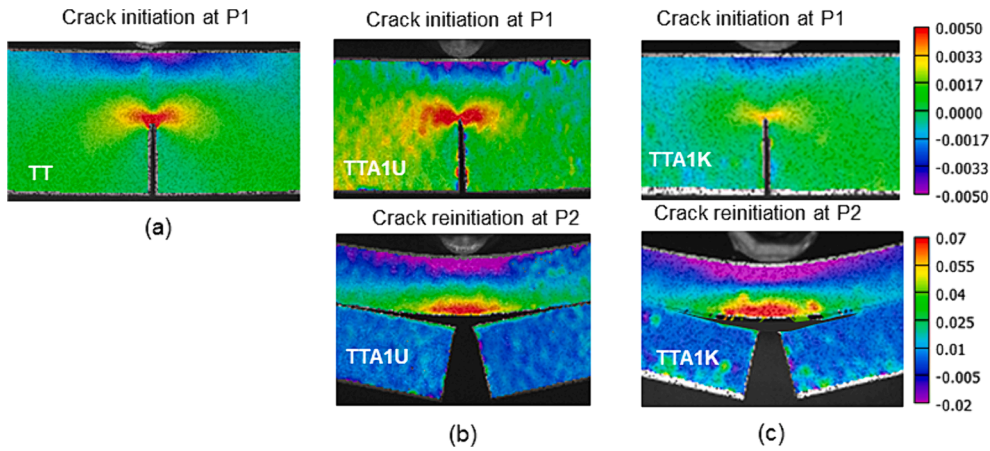 Crack initiation at P1
Crack initiation at P1
Crack initiation at P1
TT
TTA1U
TTA1K
0.0050
0.0033
0.0017
0.0000
-0.0017
-0.0033
-0.0050
(a)
Crack reinitiation at P2
Crack reinitiation at P2
TTA1U
TTA1K
0.07
0.055
0.04
0.025
0.01
-0.005
-0.02
(b)
(c)